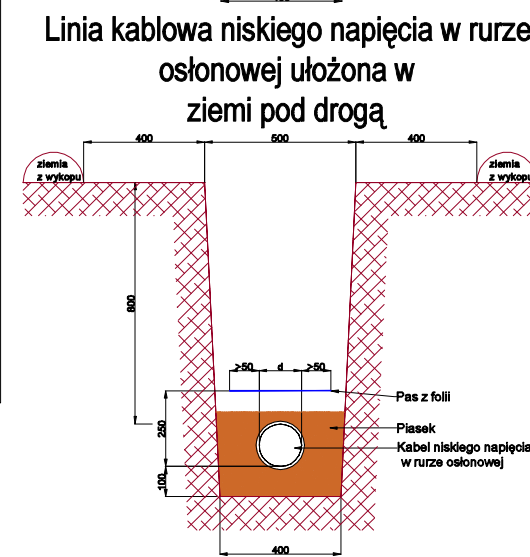 Linia kablowa niskiego napięcia w rurze
osłonowej ułożona w
ziemi pod drogą
400 500 400
ziemia
z wykopu
ziemia
z wykopu
800
>50 d >50
Pas z folii
250
Piasek
Kabel niskiego napięcia
w rurze osłonowej
100
400